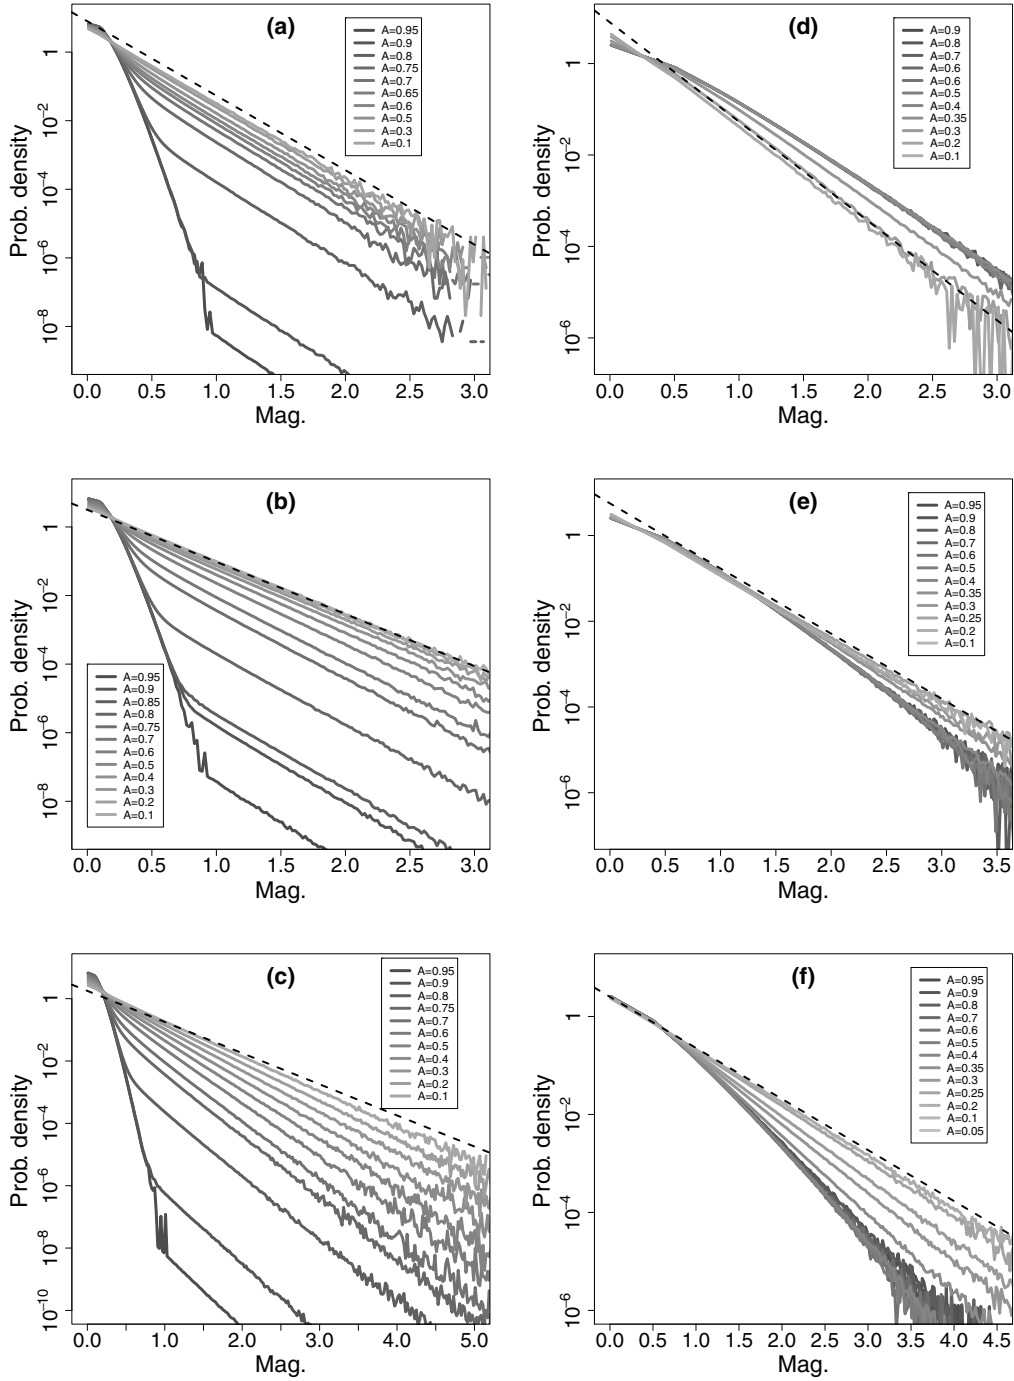 (a)
A=0.95
A=0.9
A=0.8
A=0.75
A=0.7
A=0.65
A=0.6
A=0.5
A=0.3
A=0.1
Prob. density
1
10⁻²
10⁻⁴
10⁻⁶
10⁻⁸
0.0 0.5 1.0 1.5 2.0 2.5 3.0
Mag.
(d)
A=0.9
A=0.8
A=0.7
A=0.6
A=0.6
A=0.5
A=0.4
A=0.35
A=0.3
A=0.2
A=0.1
Prob. density
1
10⁻²
10⁻⁴
10⁻⁶
0.0 0.5 1.0 1.5 2.0 2.5 3.0
Mag.
(b)
A=0.95
A=0.9
A=0.85
A=0.8
A=0.75
A=0.7
A=0.6
A=0.5
A=0.4
A=0.3
A=0.2
A=0.1
Prob. density
1
10⁻²
10⁻⁴
10⁻⁶
10⁻⁸
0.0 0.5 1.0 1.5 2.0 2.5 3.0
Mag.
(e)
A=0.95
A=0.9
A=0.8
A=0.7
A=0.6
A=0.5
A=0.4
A=0.35
A=0.3
A=0.25
A=0.2
A=0.1
Prob. density
1
10⁻²
10⁻⁴
10⁻⁶
0.0 0.5 1.0 1.5 2.0 2.5 3.0 3.5
Mag.
(c)
A=0.95
A=0.9
A=0.8
A=0.75
A=0.7
A=0.6
A=0.5
A=0.4
A=0.3
A=0.2
A=0.1
Prob. density
1
10⁻²
10⁻⁴
10⁻⁶
10⁻⁸
10⁻¹⁰
0.0 1.0 2.0 3.0 4.0 5.0
Mag.
(f)
A=0.95
A=0.9
A=0.8
A=0.7
A=0.6
A=0.5
A=0.4
A=0.35
A=0.3
A=0.25
A=0.2
A=0.1
A=0.05
Prob. density
1
10⁻²
10⁻⁴
10⁻⁶
0.0 0.5 1.0 1.5 2.0 2.5 3.0 3.5 4.0 4.5
Mag.